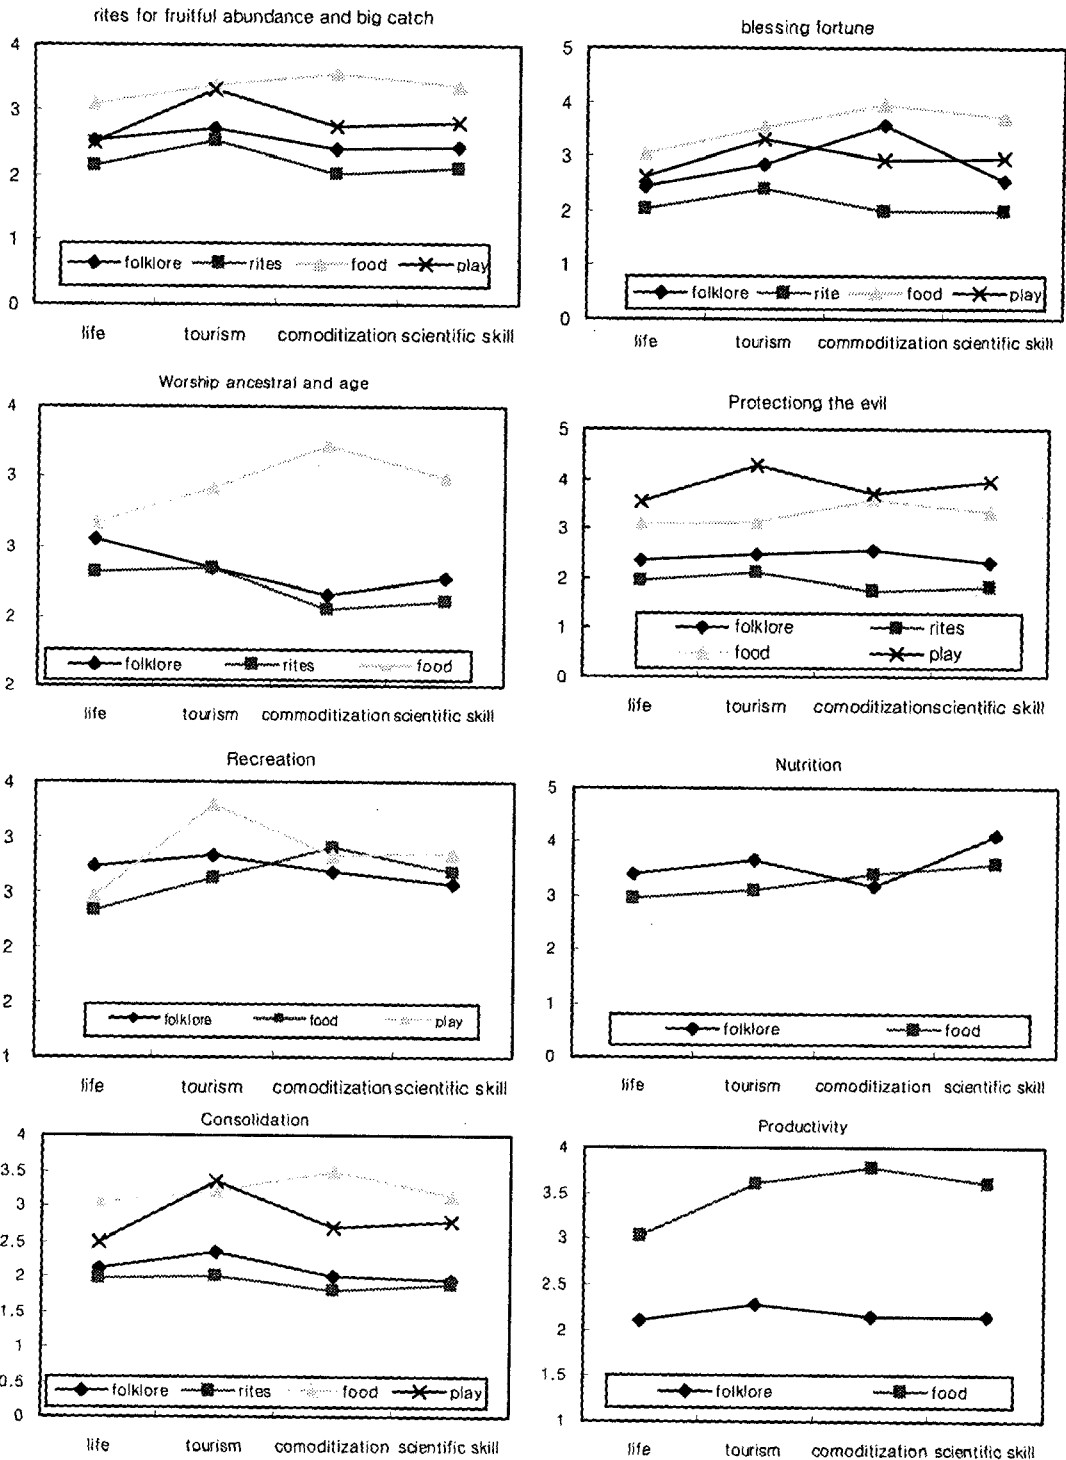 rites for fruitful abundance and big catch
4
3
2
1
0
folklore rites food play
life tourism comoditization scientific skill
blessing fortune
5
4
3
2
1
0
folklore rite food play
life tourism commoditization scientific skill
Worship ancestral and age
4
3
3
2
2
folklore rites food
life tourism commoditization scientific skill
Protectiong the evil
5
4
3
2
1
0
folklore rites
food play
life tourism comoditizationscientific skill
Recreation
4
3
3
2
2
1
folklore food play
life tourism comoditization scientific skill
Nutrition
5
4
3
2
1
0
folklore food
life tourism comoditization scientific skill
Consolidation
4
3.5
3
2.5
2
1.5
1
0.5
0
folklore rites food play
life tourism comoditization scientific skill
Productivity
4
3.5
3
2.5
2
1.5
1
folklore food
life tourism comoditization scientific skill